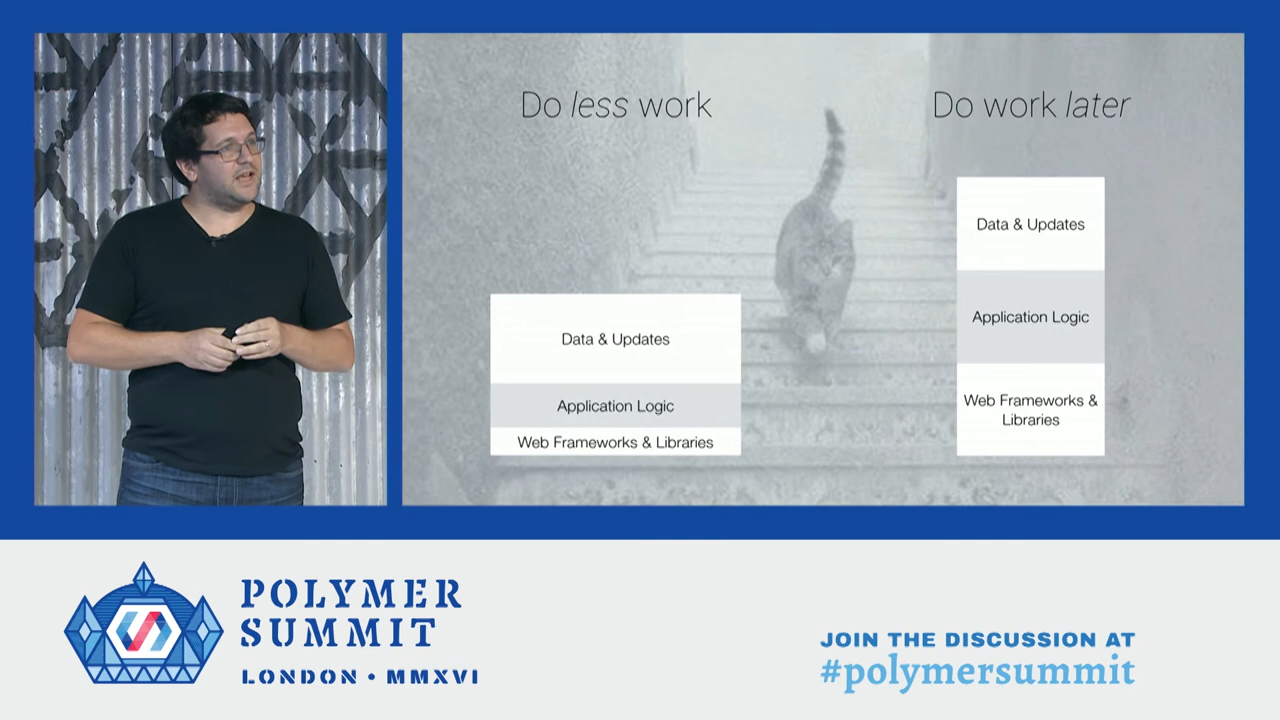 Do less work
Do work later
Data & Updates
Application Logic
Web Frameworks & Libraries
Data & Updates
Application Logic
Web Frameworks &
Libraries
POLYMER
SUMMIT
LONDON • MMXVI
JOIN THE DISCUSSION AT
#polymersummit